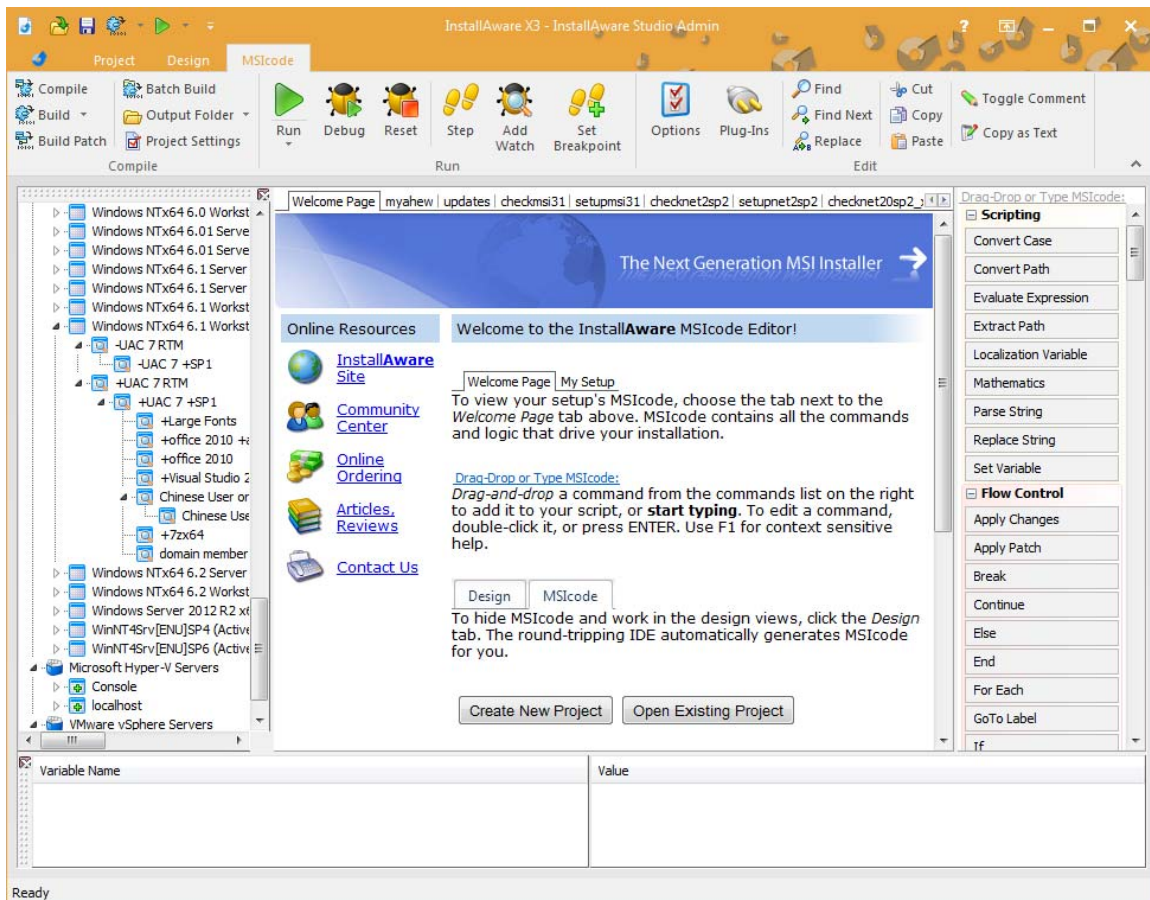 InstallAware X3 - InstallAware Studio Admin
Project Design MSIcode
Compile
Batch Build
Build
Output Folder
Build Patch
Project Settings
Compile
Run
Debug
Reset
Step
Add Watch
Set Breakpoint
Run
Options
Plug-Ins
Find
Find Next
Replace
Cut
Copy
Paste
Edit
Toggle Comment
Copy as Text
Windows NTx64 6.0 Workst
Windows NTx64 6.01 Serve
Windows NTx64 6.01 Serve
Windows NTx64 6.1 Server
Windows NTx64 6.1 Server
Windows NTx64 6.1 Workst
Windows NTx64 6.1 Workst
-UAC 7 RTM
-UAC 7 +SP1
+UAC 7 RTM
+UAC 7 +SP1
+Large Fonts
+office 2010 +a
+office 2010
+Visual Studio 2
Chinese User or
Chinese Use
+7zx64
domain member
Windows NTx64 6.2 Server
Windows NTx64 6.2 Workst
Windows Server 2012 R2 x6
WinNT4Srv[ENU]SP4 (Active
WinNT4Srv[ENU]SP6 (Active
Microsoft Hyper-V Servers
Console
localhost
VMware vSphere Servers
Welcome Page myahew updates checkmsi31 setupmsi31 checknet2sp2 setupnet2sp2 checknet20sp2_
The Next Generation MSI Installer
Online Resources
InstallAware
Site
Community
Center
Online
Ordering
Articles,
Reviews
Contact Us
Welcome to the InstallAware MSIcode Editor!
Welcome Page My Setup
To view your setup's MSIcode, choose the tab next to the
Welcome Page tab above. MSIcode contains all the commands
and logic that drive your installation.
Drag-Drop or Type MSIcode:
Drag-and-drop a command from the commands list on the right
to add it to your script, or start typing. To edit a command,
double-click it, or press ENTER. Use F1 for context sensitive
help.
Design MSIcode
To hide MSIcode and work in the design views, click the Design
tab. The round-tripping IDE automatically generates MSIcode
for you.
Create New Project Open Existing Project
Drag-Drop or Type MSIcode:
Scripting
Convert Case
Convert Path
Evaluate Expression
Extract Path
Localization Variable
Mathematics
Parse String
Replace String
Set Variable
Flow Control
Apply Changes
Apply Patch
Break
Continue
Else
End
For Each
GoTo Label
If
Variable Name Value
Ready